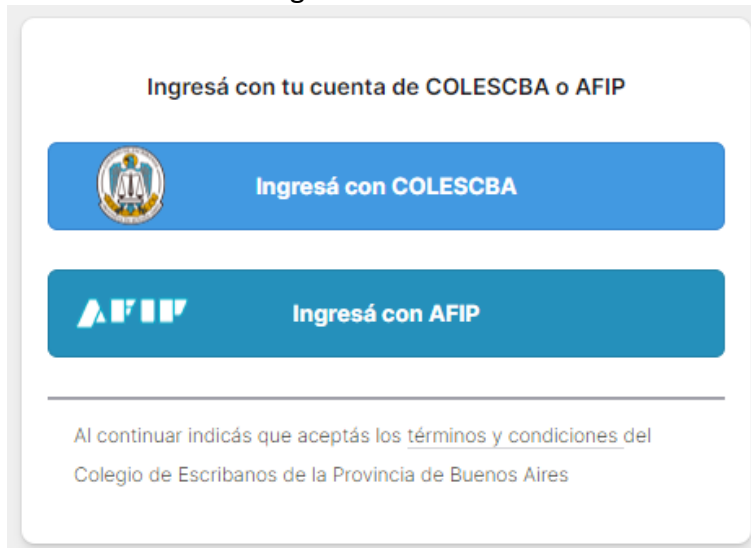 Ingresá con tu cuenta de COLESCBA o AFIP
Ingresá con COLESCBA
AFIP Ingresá con AFIP
Al continuar indicás que aceptás los términos y condiciones del
Colegio de Escribanos de la Provincia de Buenos Aires